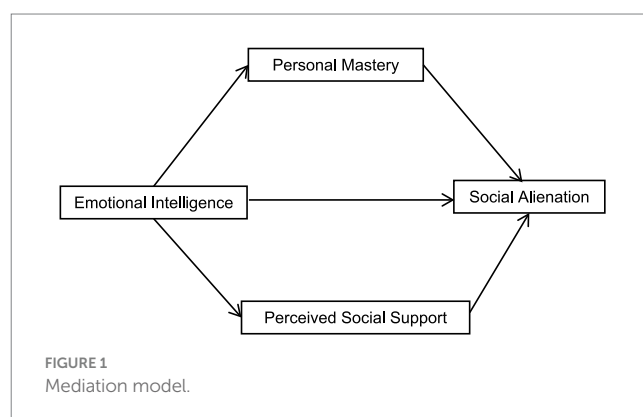 Personal Mastery
Emotional Intelligence
Social Alienation
Perceived Social Support
FIGURE 1
Mediation model.